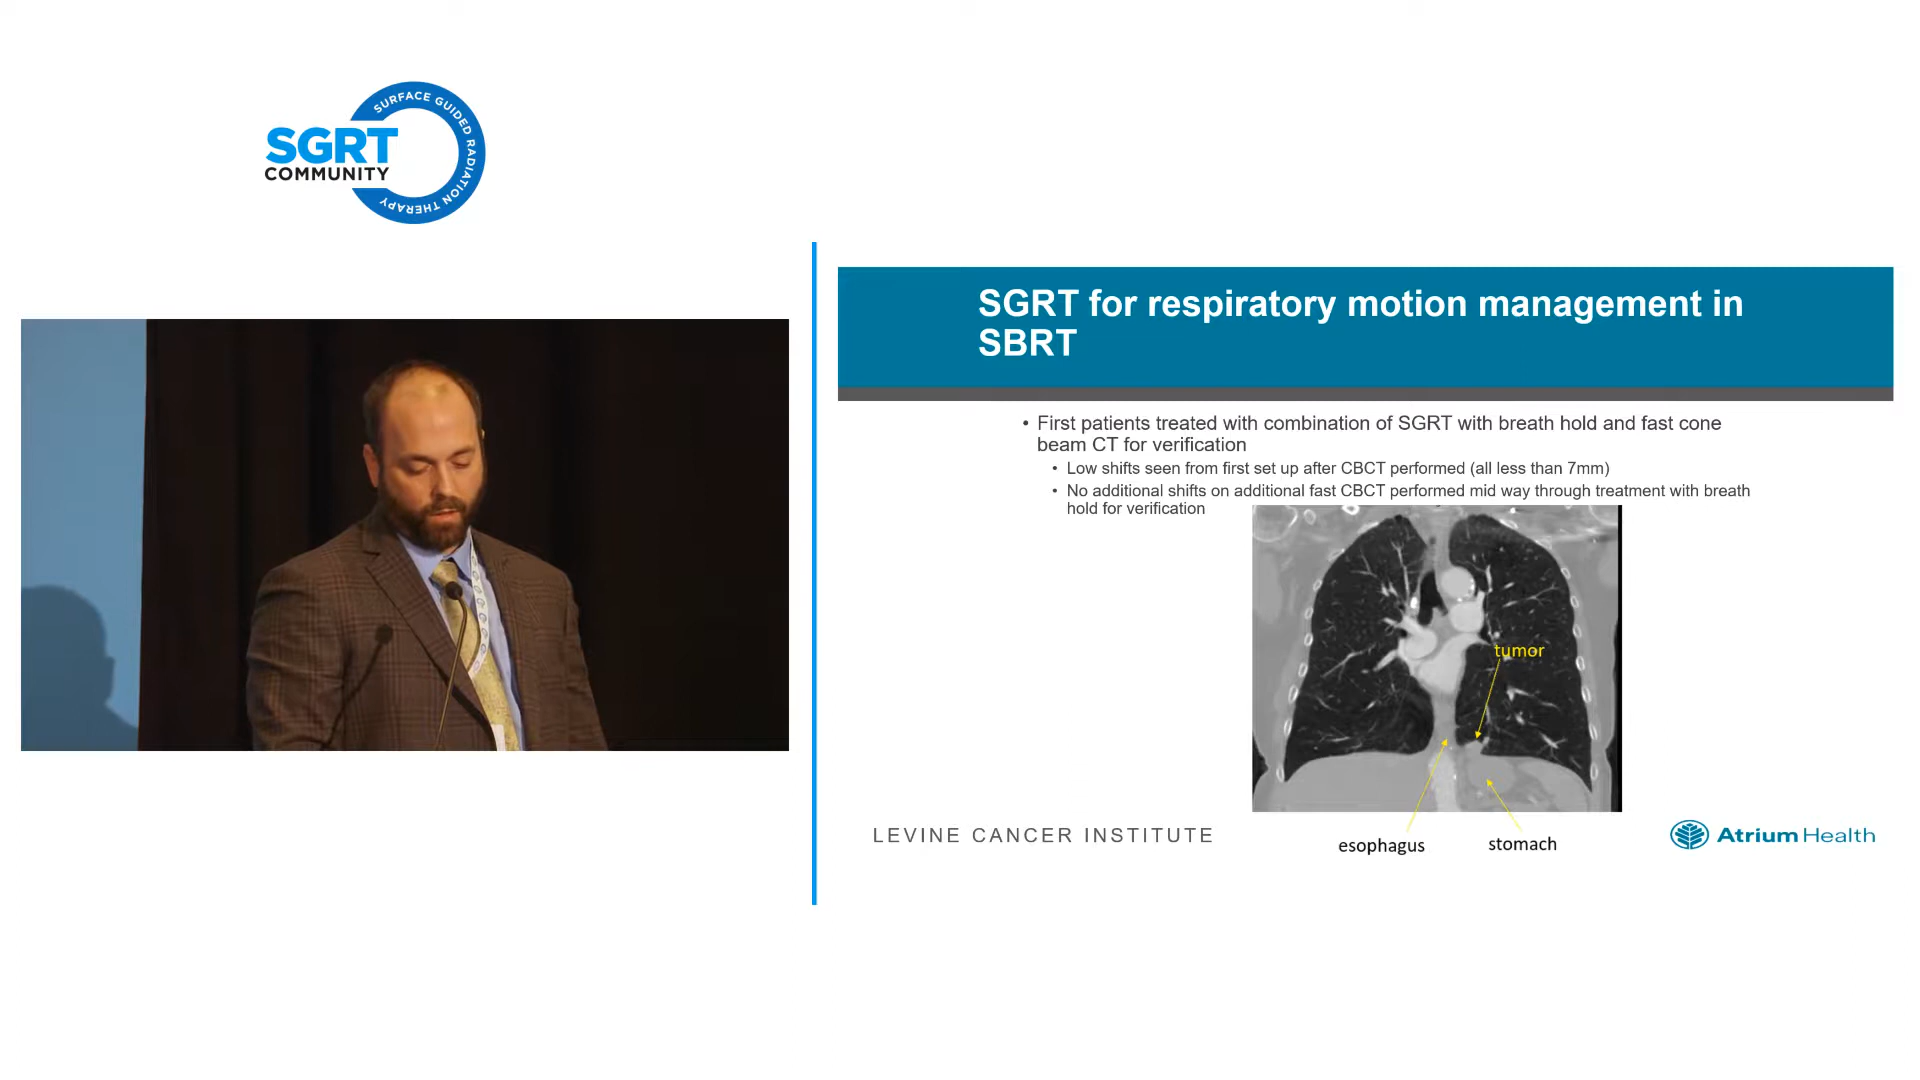 SURFACE GUIDED RADIATION THERAPY
SGRT
COMMUNITY
SGRT for respiratory motion management in
SBRT
• First patients treated with combination of SGRT with breath hold and fast cone
beam CT for verification
• Low shifts seen from first set up after CBCT performed (all less than 7mm)
• No additional shifts on additional fast CBCT performed mid way through treatment with breath
hold for verification
tumor
esophagus
stomach
LEVINE CANCER INSTITUTE
Atrium Health